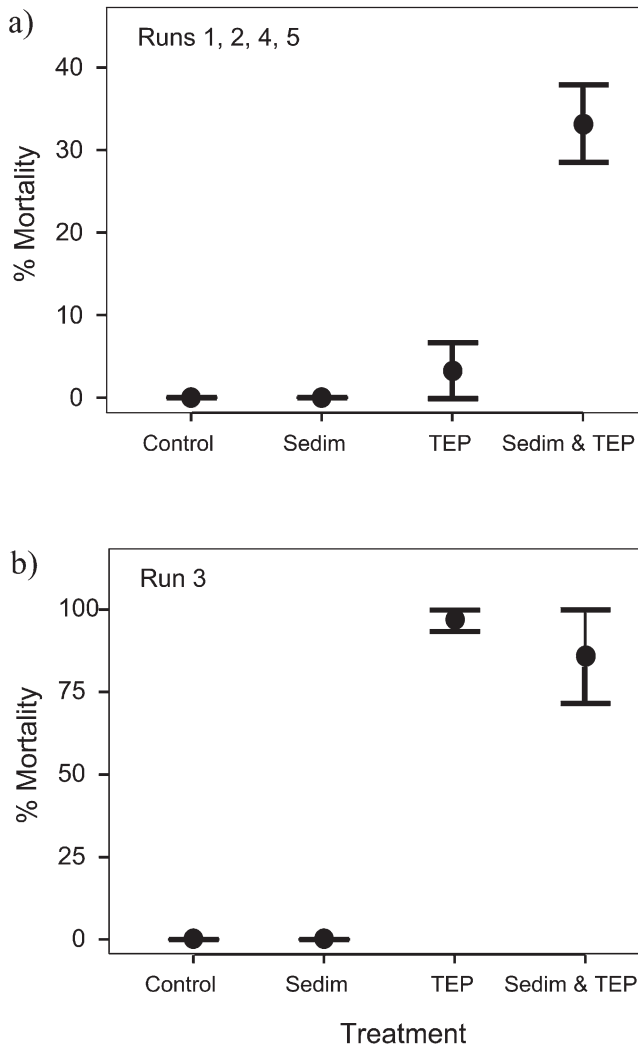 a)
Runs 1, 2, 4, 5
40
30
20
10
0
% Mortality
Control Sedim TEP Sedim & TEP
b)
Run 3
100
75
50
25
0
% Mortality
Control Sedim TEP Sedim & TEP
Treatment